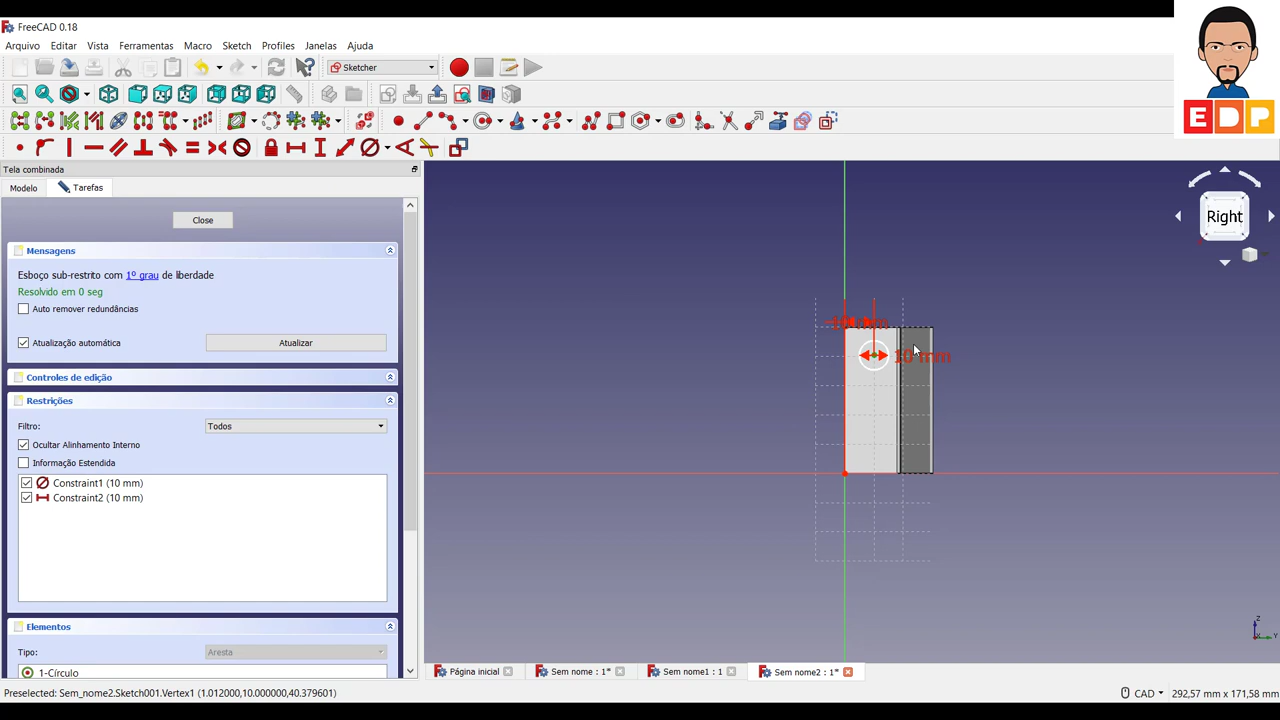 FreeCAD 0.18
Arquivo Editar Vista Ferramentas Macro Sketch Profiles Janelas Ajuda
Sketcher
EDP
Tela combinada
Modelo Tarefas
Close
Mensagens
Esboço sub-restrito com 1º grau de liberdade
Resolvido em 0 seg
Auto remover redundâncias
Atualização automática Atualizar
Controles de edição
Restrições
Filtro: Todos
Ocultar Alinhamento Interno
Informação Estendida
Constraint1 (10 mm)
Constraint2 (10 mm)
Elementos
Tipo: Aresta
1-Círculo
10 mm
Right
Z
Y
Página inicial Sem nome : 1* Sem nome1 : 1 Sem nome2 : 1*
Preselected: Sem_nome2.Sketch001.Vertex1 (1.012000,10.000000,40.379601) CAD 292,57 mm x 171,58 mm